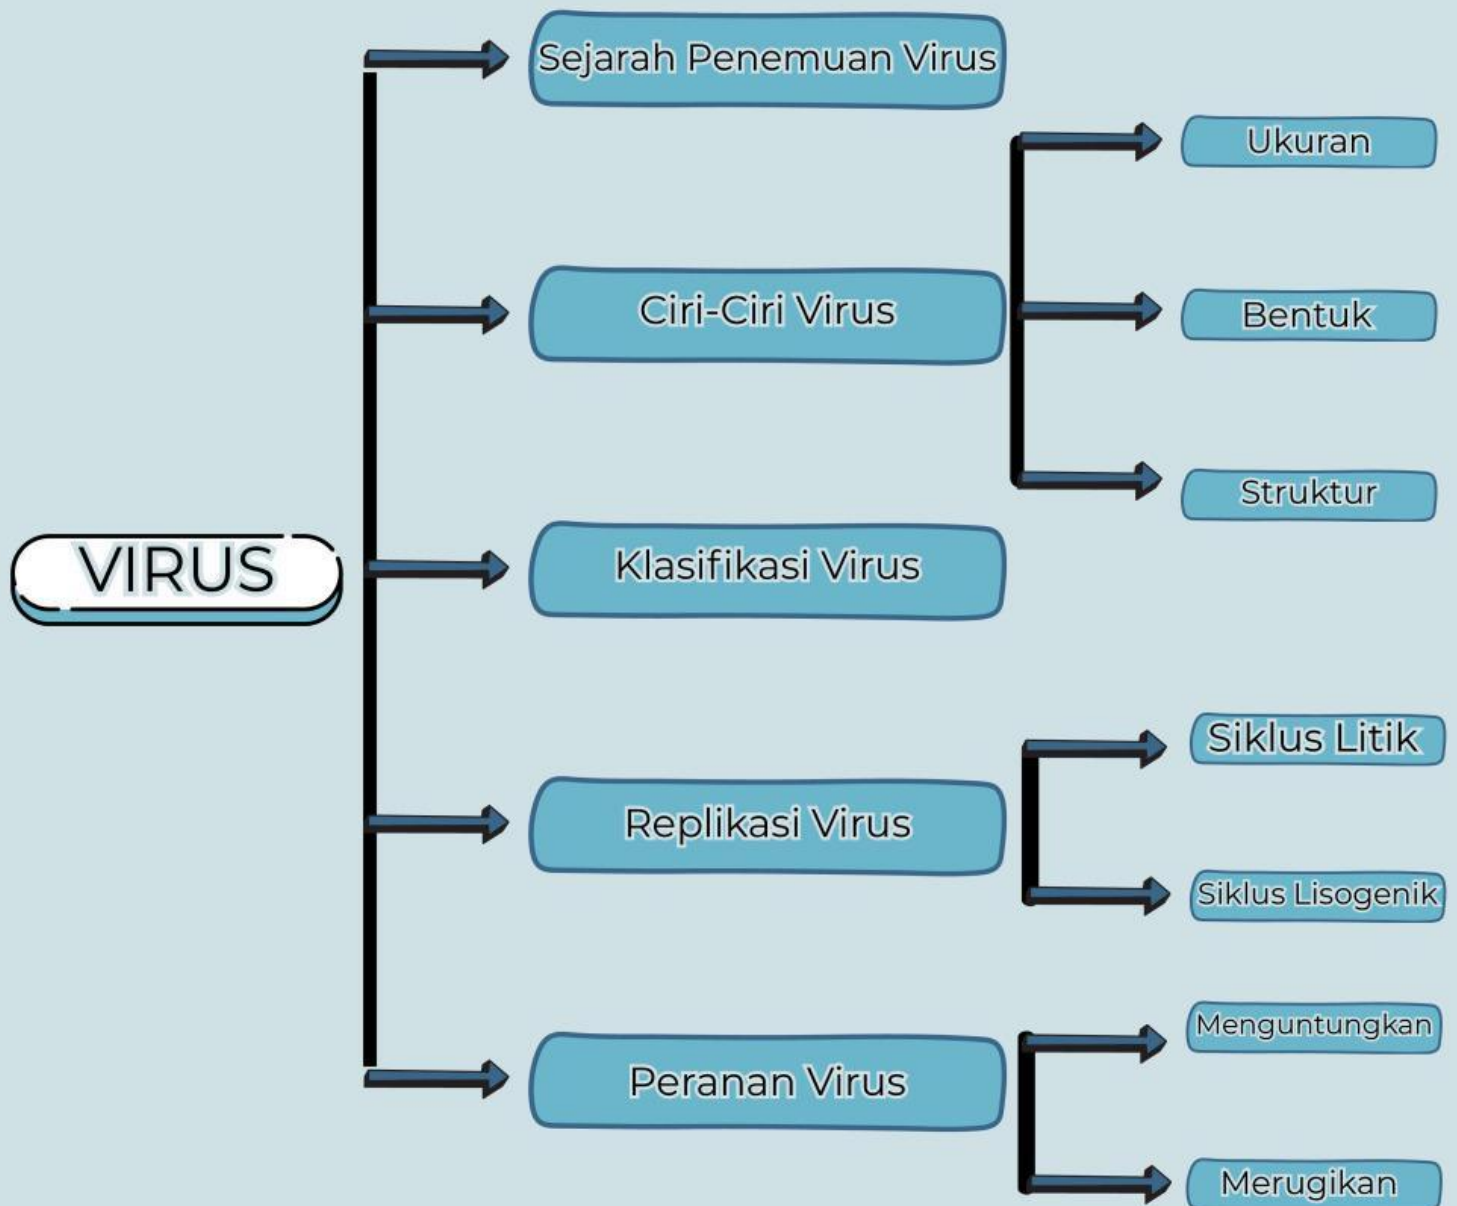 Sejarah Penemuan Virus
Ukuran
Ciri-Ciri Virus
Bentuk
Struktur
VIRUS
Klasifikasi Virus
Siklus Litik
Replikasi Virus
Siklus Lisogenik
Menguntungkan
Peranan Virus
Merugikan